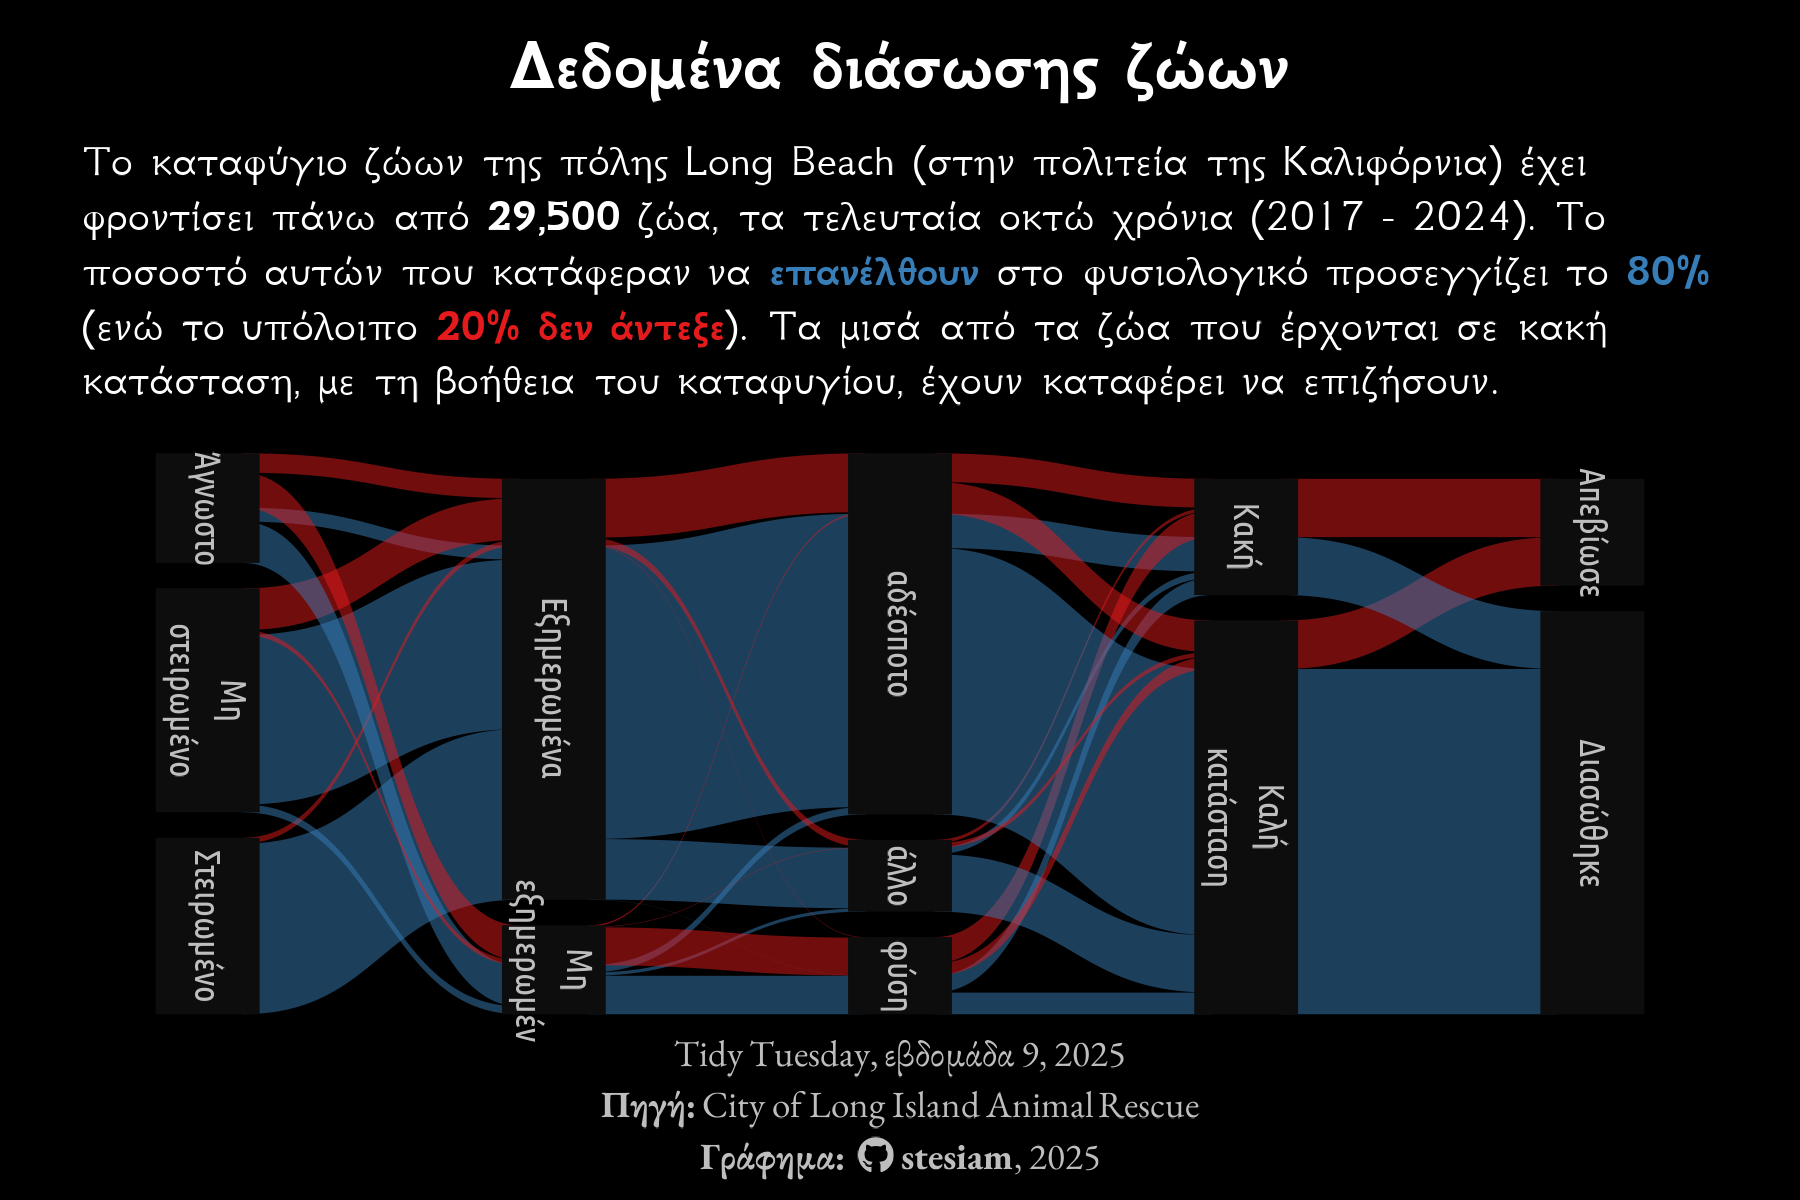 Δεδομένα διάσωσης ζώων
Το καταφύγιο ζώων της πόλης Long Beach (στην πολιτεία της Καλιφόρνια) έχει
φροντίσει πάνω από 29,500 ζώα, τα τελευταία οκτώ χρόνια (2017 - 2024). Το
ποσοστό αυτών που κατάφεραν να επανέλθουν στο φυσιολογικό προσεγγίζει το 80%
(ενώ το υπόλοιπο 20% δεν άντεξε). Τα μισά από τα ζώα που έρχονται σε κακή
κατάσταση, με τη βοήθεια του καταφυγίου, έχουν καταφέρει να επιζήσουν.
Άγνωστο
Μη
στειρωμένο
Στειρωμένο
Εξημερωμένα
Μη
εξημερωμέν
αδέσποτο
άλλο
φύση
Κακή
Καλή
κατάσταση
Απεβίωσε
Διασώθηκε
Tidy Tuesday, εβδομάδα 9, 2025
Πηγή: City of Long Island Animal Rescue
Γράφημα: stesiam, 2025